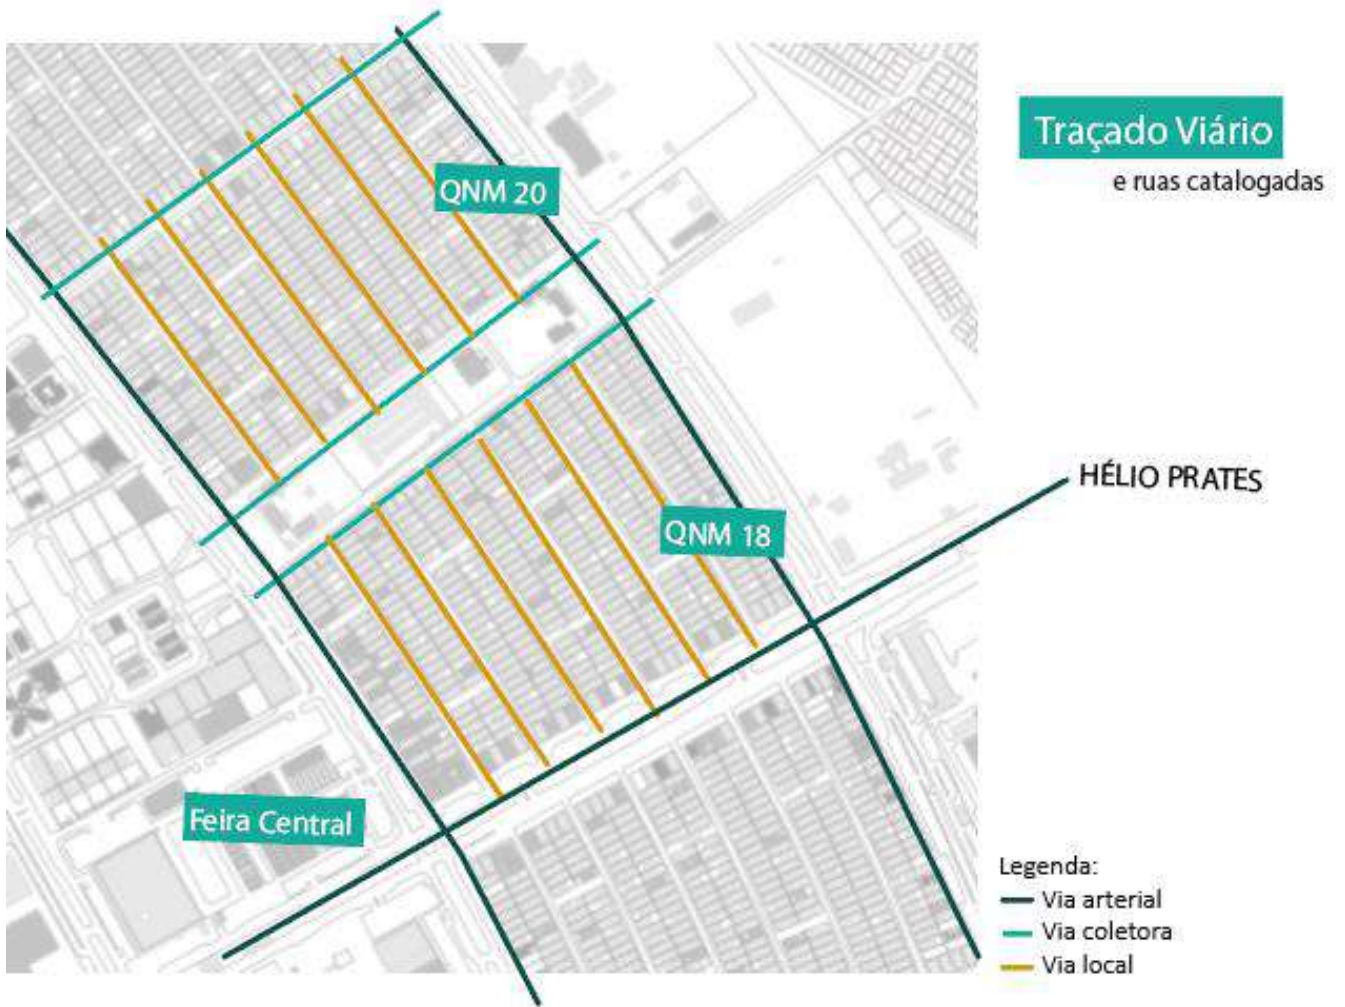 Traçado Viário
e ruas catalogadas
QNM 20
HÉLIO PRATES
QNM 18
Feira Central
Legenda:
Via arterial
Via coletora
Via local